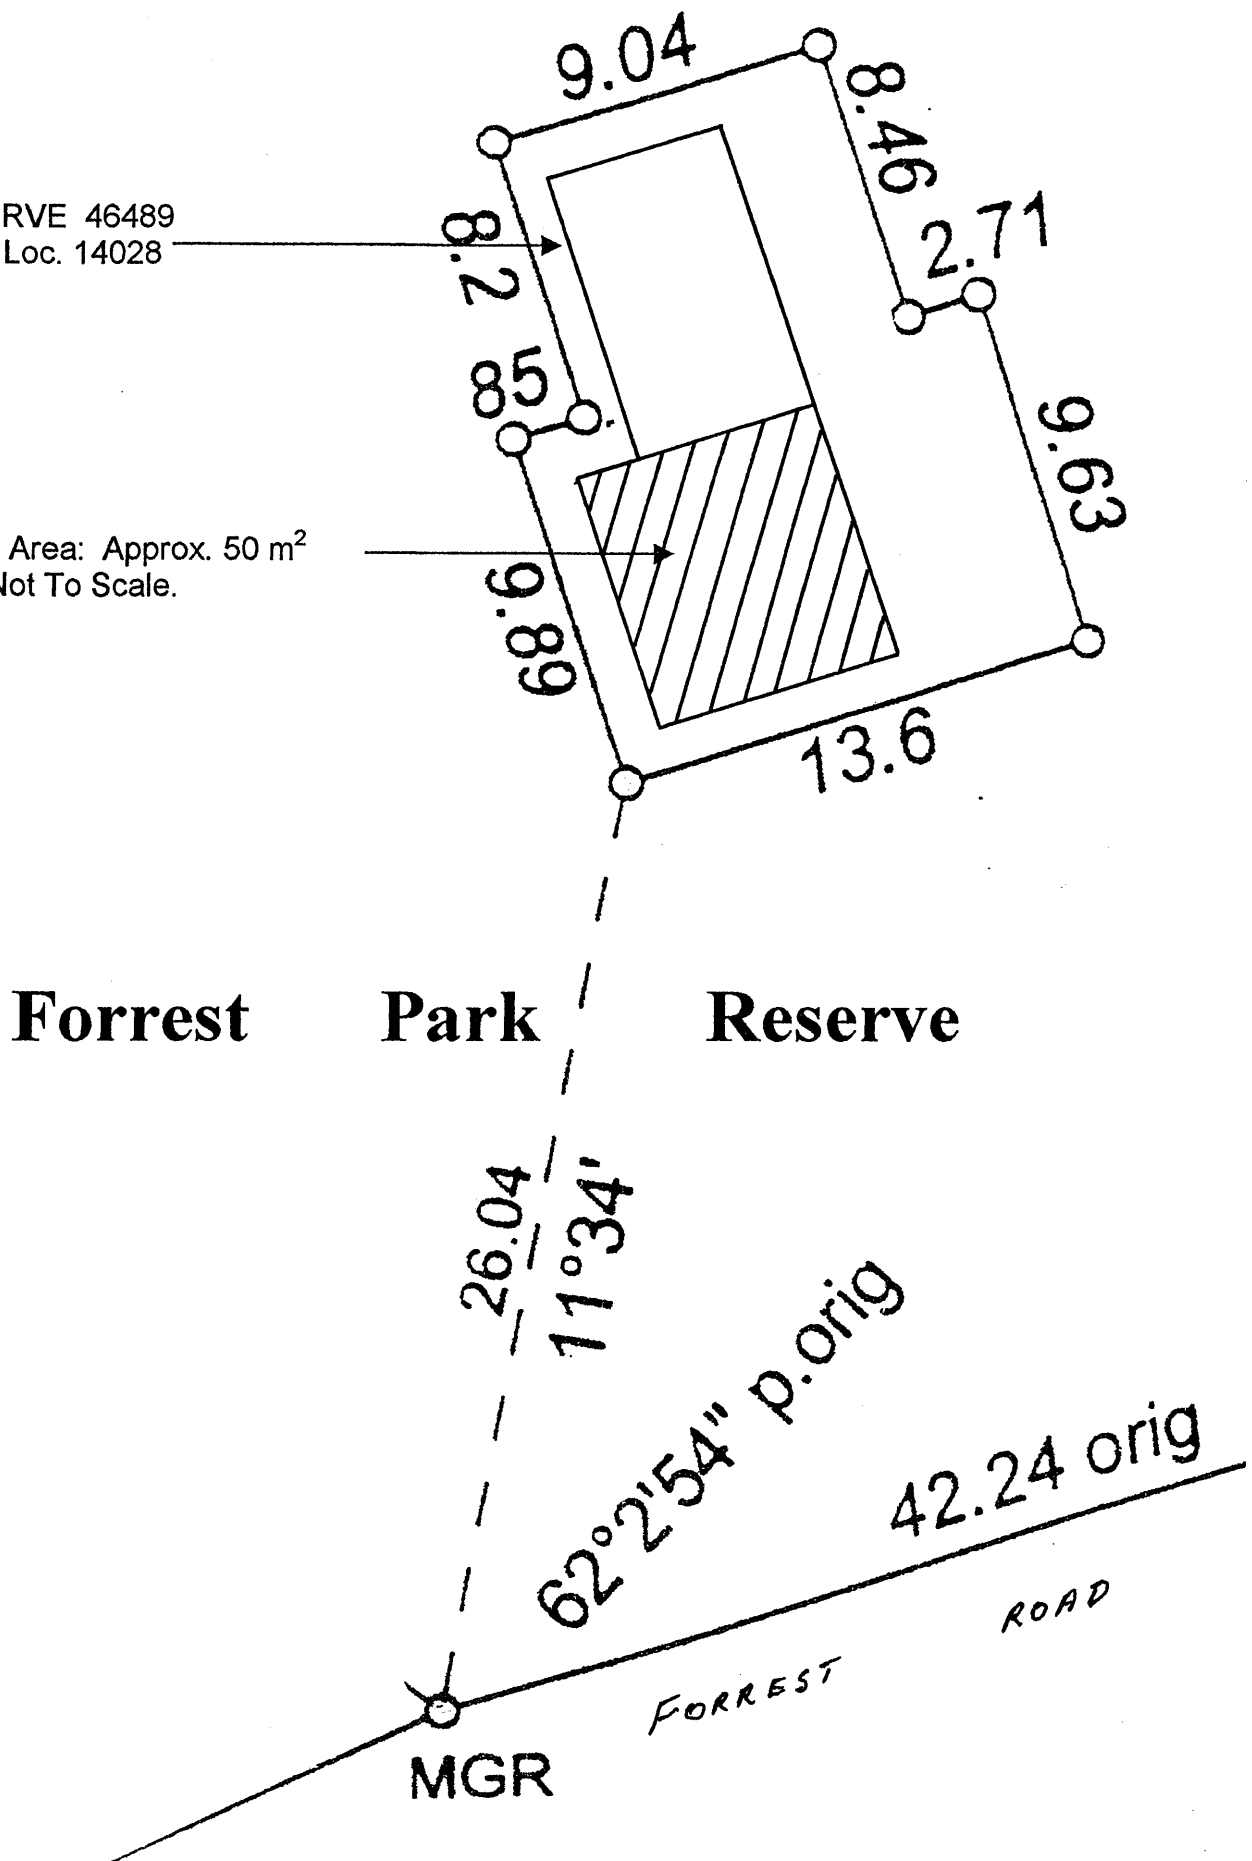 9.04
8.46
RVE 46489
Loc. 14028
8.2
2.71
85
9.63
Area: Approx. 50 m²
Not To Scale.
9.89
13.6
Forrest Park Reserve
26.04
11°34'
62°2'54" p.orig
42.24 orig
FORREST ROAD
MGR